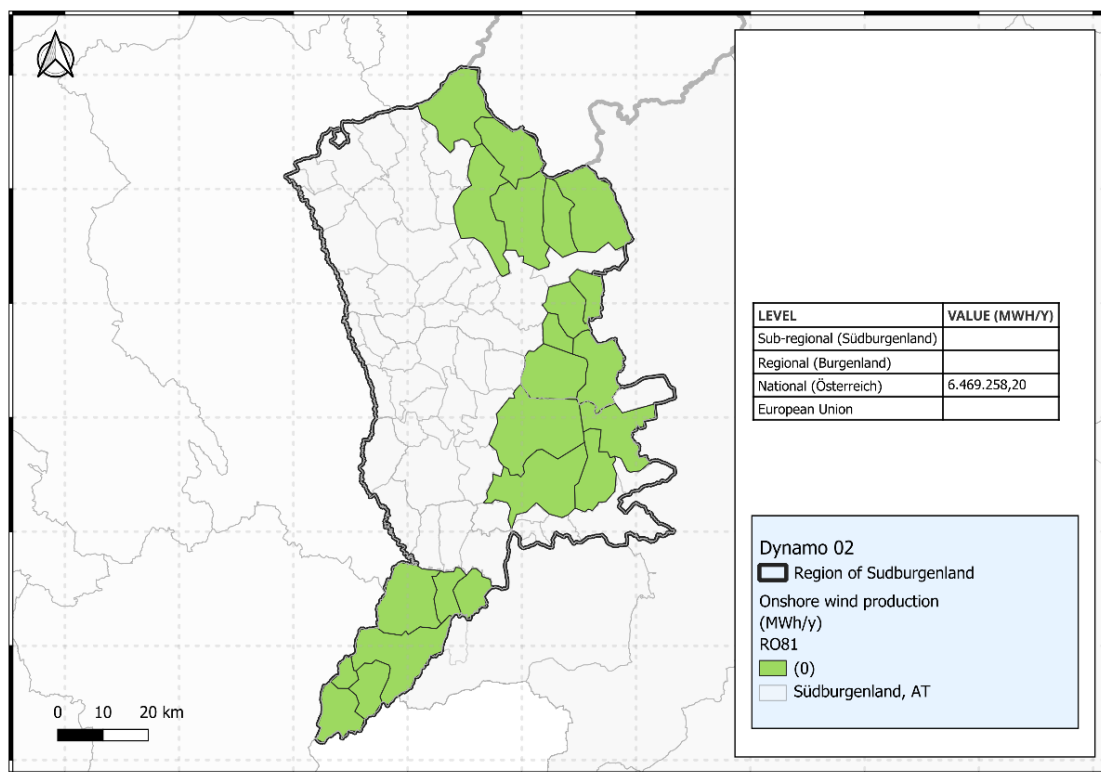 LEVEL VALUE (MWH/Y)
Sub-regional (Südburgenland)
Regional (Burgenland)
National (Österreich) 6.469.258,20
European Union
Dynamo 02
Region of Sudburgenland
Onshore wind production
(MWh/y)
RO81
(0)
Südburgenland, AT
0 10 20 km